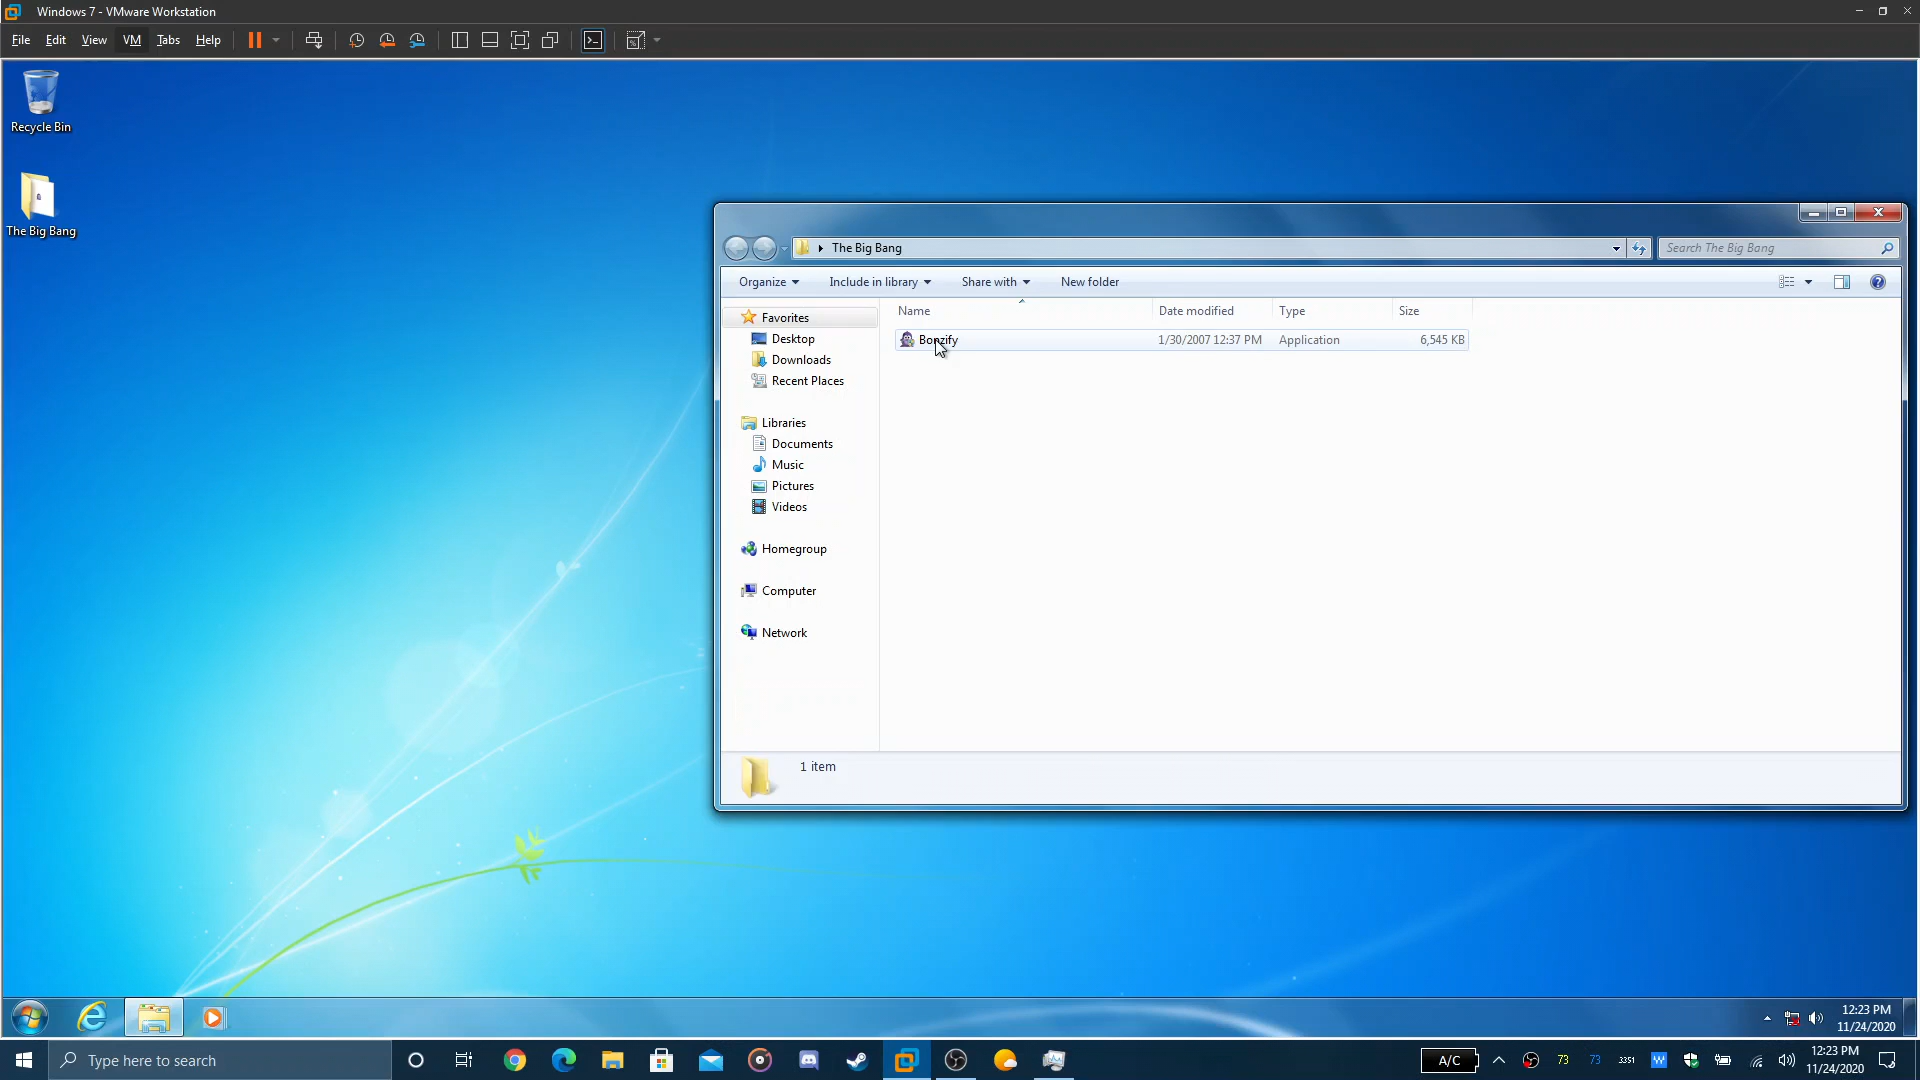 Windows 7 - VMware Workstation
File Edit View VM Tabs Help
Recycle Bin
The Big Bang
The Big Bang
Search The Big Bang
Organize Include in library Share with New folder
Name Date modified Type Size
Bonzify 1/30/2007 12:37 PM Application 6,545 KB
Favorites
Desktop
Downloads
Recent Places
Libraries
Documents
Music
Pictures
Videos
Homegroup
Computer
Network
1 item
12:23 PM
11/24/2020
Type here to search
A/C
73
73
3351
12:23 PM
11/24/2020